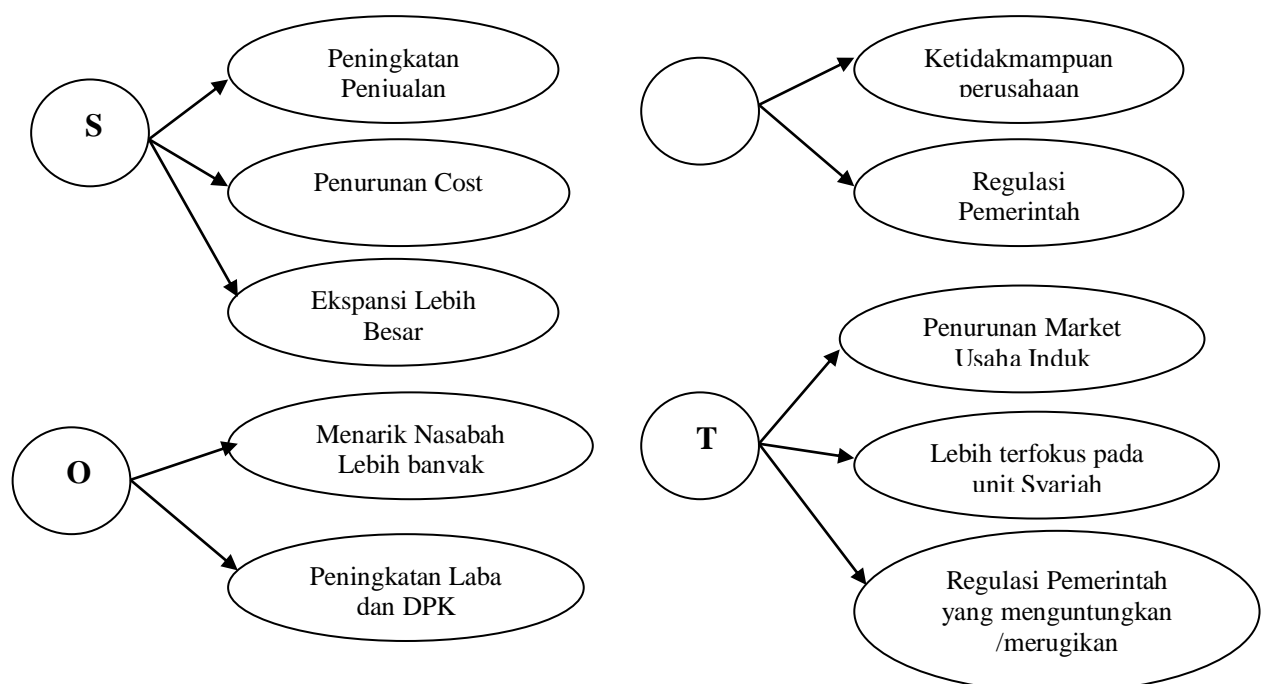 S
Peningkatan
Penjualan
Penurunan Cost
Ekspansi Lebih
Besar
Ketidakmampuan
perusahaan
Regulasi
Pemerintah
O
Menarik Nasabah
Lebih banyak
Peningkatan Laba
dan DPK
T
Penurunan Market
Usaha Induk
Lebih terfokus pada
unit Syariah
Regulasi Pemerintah
yang menguntungkan
/merugikan